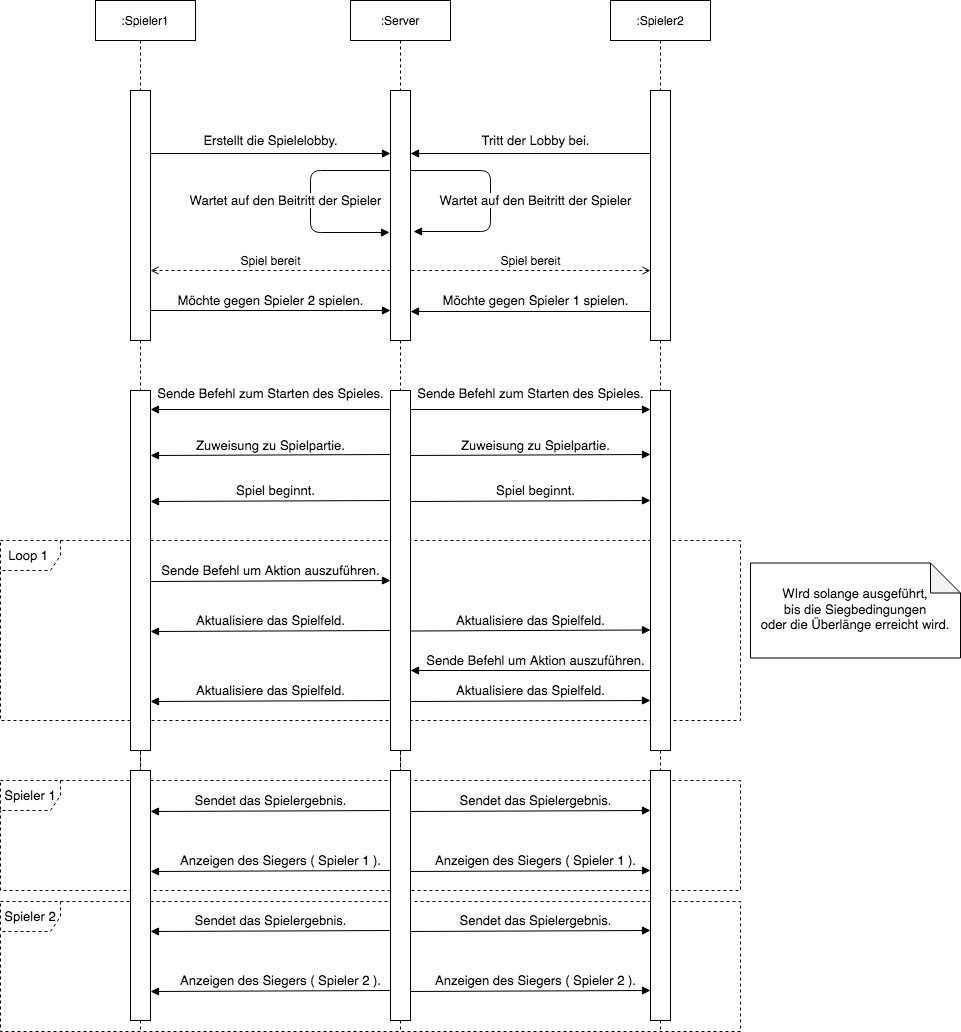 :Spieler1
:Server
:Spieler2
Erstellt die Spielelobby.
Tritt der Lobby bei.
Wartet auf den Beitritt der Spieler
Wartet auf den Beitritt der Spieler
Spiel bereit
Spiel bereit
Möchte gegen Spieler 2 spielen.
Möchte gegen Spieler 1 spielen.
Sende Befehl zum Starten des Spieles.
Sende Befehl zum Starten des Spieles.
Zuweisung zu Spielpartie.
Zuweisung zu Spielpartie.
Spiel beginnt.
Spiel beginnt.
Loop 1
Sende Befehl um Aktion auszuführen.
WIrd solange ausgeführt,
bis die Siegbedingungen
oder die Überlänge erreicht wird.
Aktualisiere das Spielfeld.
Aktualisiere das Spielfeld.
Sende Befehl um Aktion auszuführen.
Aktualisiere das Spielfeld.
Aktualisiere das Spielfeld.
Spieler 1
Sendet das Spielergebnis.
Sendet das Spielergebnis.
Anzeigen des Siegers ( Spieler 1 ).
Anzeigen des Siegers ( Spieler 1 ).
Spieler 2
Sendet das Spielergebnis.
Sendet das Spielergebnis.
Anzeigen des Siegers ( Spieler 2 ).
Anzeigen des Siegers ( Spieler 2 ).